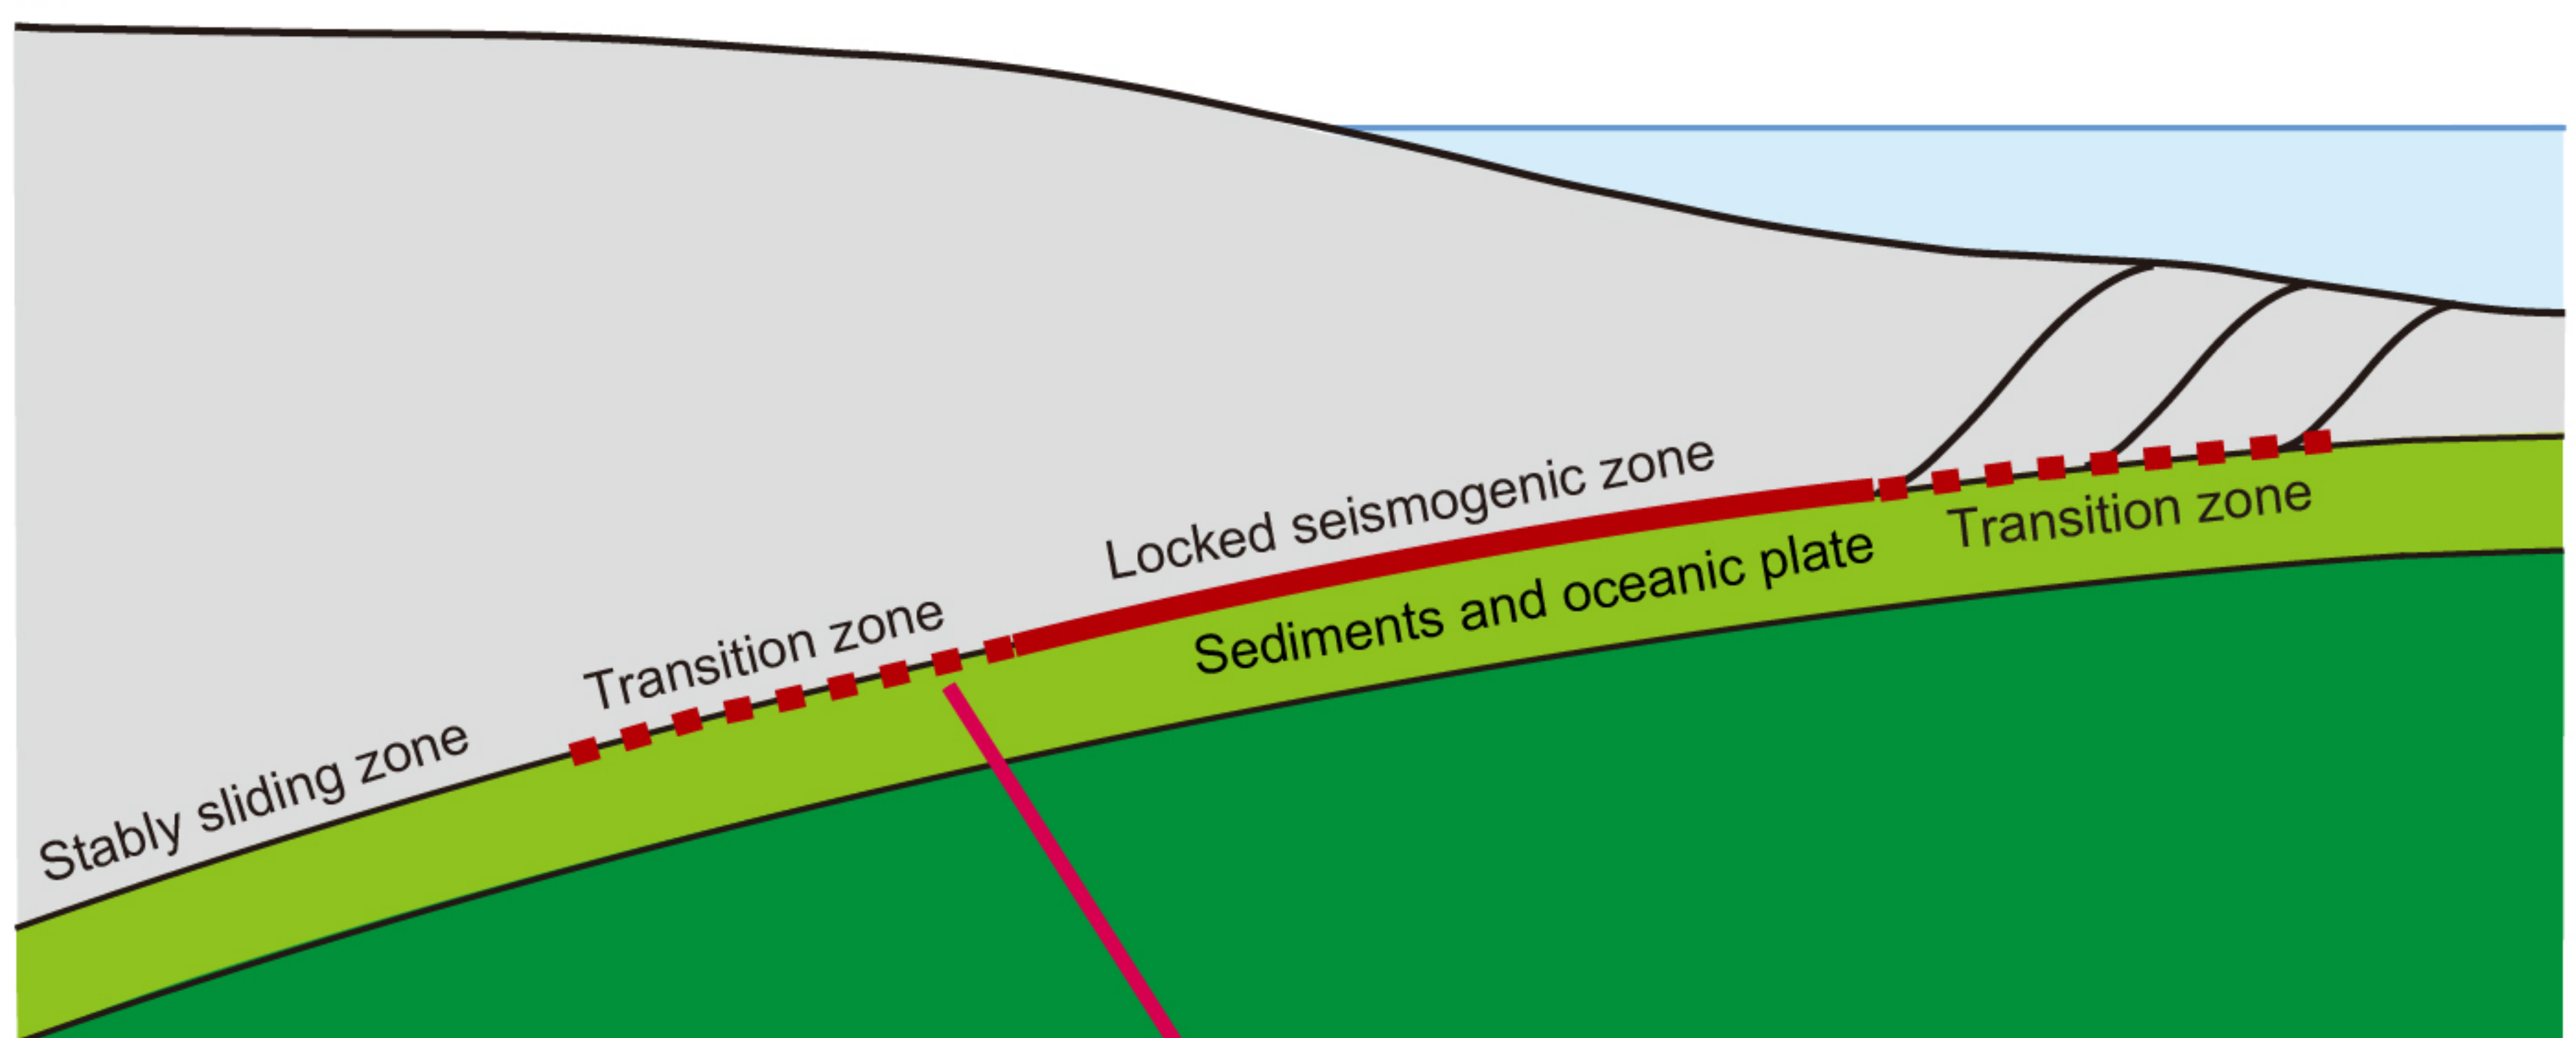 Locked seismogenic zone
Transition zone
Sediments and oceanic plate
Transition zone
Stably sliding zone